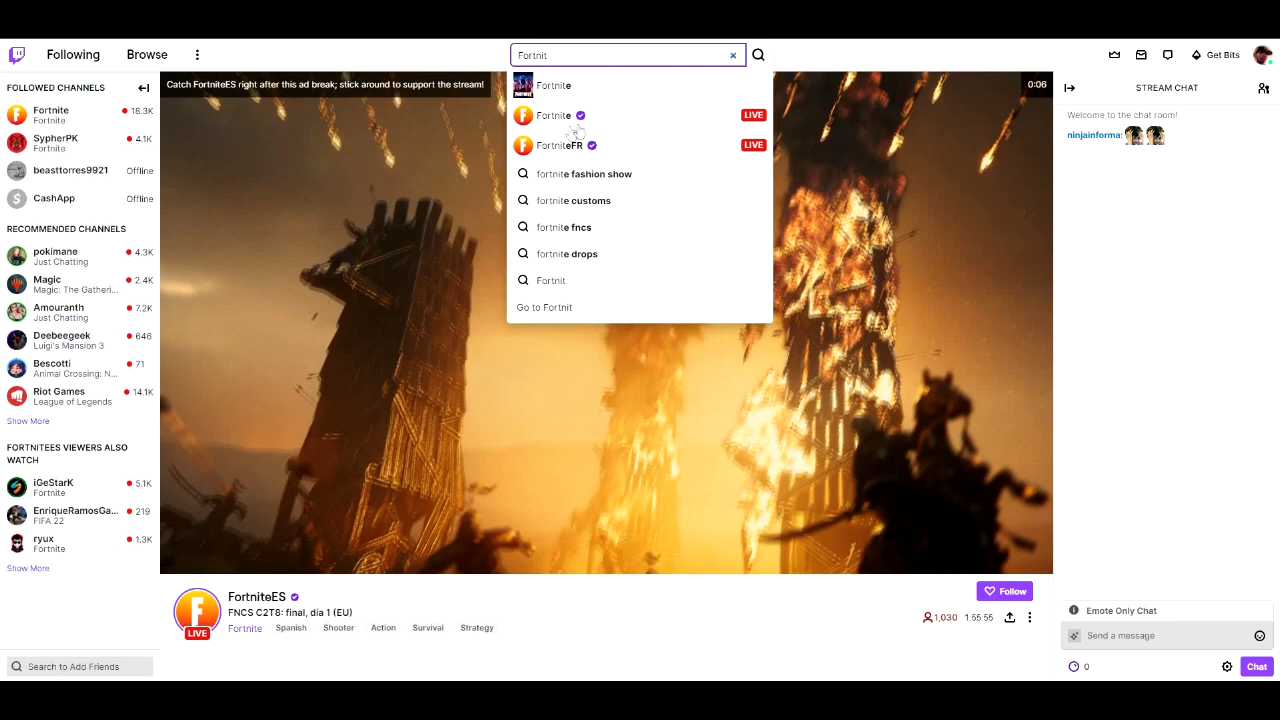 Following
Browse
Fortnit
Get Bits
FOLLOWED CHANNELS
Fortnite
18.3K
Fortnite
SypherPK
4.1K
Fortnite
beasttorres9921
Offline
CashApp
Offline
RECOMMENDED CHANNELS
pokimane
4.3K
Just Chatting
Magic
2.4K
Magic: The Gatheri...
Amouranth
7.2K
Just Chatting
Deebeegeek
646
Luigi's Mansion 3
Bescotti
71
Animal Crossing: N...
Riot Games
14.1K
League of Legends
Show More
FORTNITEES VIEWERS ALSO
WATCH
iGeStarK
5.1K
Fortnite
EnriqueRamosGa...
219
FIFA 22
ryux
1.3K
Fortnite
Show More
Search to Add Friends
Catch FortniteES right after this ad break; stick around to support the stream!
0:06
Fortnite
Fortnite
LIVE
FortniteFR
LIVE
fortnite fashion show
fortnite customs
fortnite fncs
fortnite drops
Fortnit
Go to Fortnit
LIVE
FortniteES
FNCS C2T8: final, día 1 (EU)
Fortnite
Spanish
Shooter
Action
Survival
Strategy
Follow
1,030
1:55:55
STREAM CHAT
Welcome to the chat room!
ninjainforma:
Emote Only Chat
Send a message
0
Chat